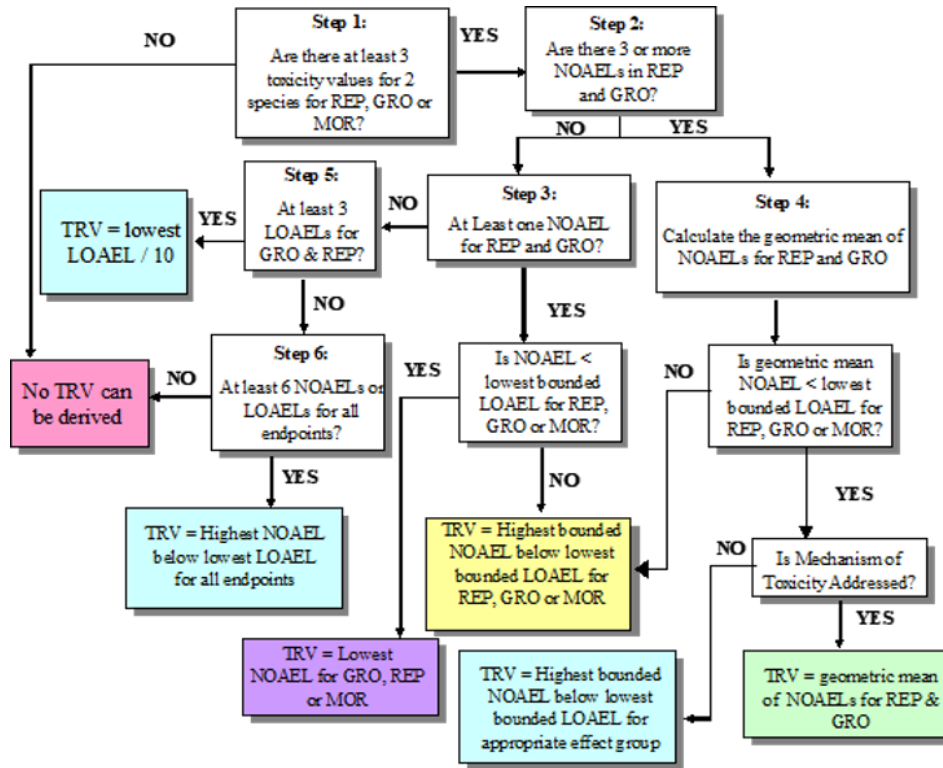 Step 1:
Are there at least 3
toxicity values for 2
species for REP, GRO or
MOR?
NO
YES
Step 2:
Are there 3 or more
NOAELs in REP
and GRO?
NO
YES
Step 5:
At least 3
LOAELs for
GRO & REP?
NO
Step 3:
At Least one NOAEL
for REP and GRO?
Step 4:
Calculate the geometric mean of
NOAELs for REP and GRO
YES
TRV = lowest
LOAEL / 10
NO
YES
Step 6:
At least 6 NOAELs or
LOAELs for all
endpoints?
NO
No TRV can
be derived
YES
Is NOAEL <
lowest bounded
LOAEL for REP,
GRO or MOR?
NO
Is geometric mean
NOAEL < lowest
bounded LOAEL for
REP, GRO or MOR?
YES
NO
YES
TRV = Highest NOAEL
below lowest LOAEL
for all endpoints
TRV = Highest bounded
NOAEL below lowest
bounded LOAEL for
REP, GRO or MOR
NO
Is Mechanism of
Toxicity Addressed?
YES
TRV = Lowest
NOAEL for GRO, REP
or MOR
TRV = Highest bounded
NOAEL below lowest
bounded LOAEL for
appropriate effect group
TRV = geometric mean
of NOAELs for REP &
GRO